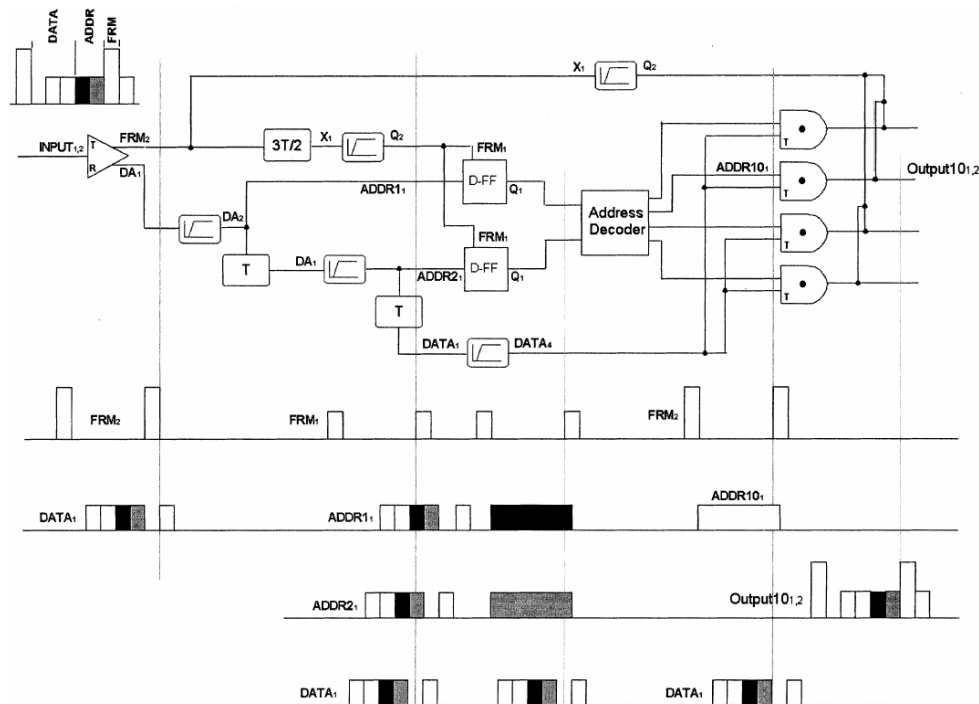 DATA
ADDR
FRM
X₁
Q₂
INPUT₁,₂
T
R
FRM₂
DA₁
3T/2
X₁
Q₂
FRM₁
D-FF
Q₁
ADDR1₁
DA₂
T
DA₁
FRM₁
D-FF
Q₁
ADDR2₁
T
DATA₁
DATA₄
Address
Decoder
ADDR10₁
T
T
T
T
Output10₁,₂
FRM₂
FRM₁
FRM₂
DATA₁
ADDR1₁
ADDR10₁
ADDR2₁
Output10₁,₂
DATA₁
DATA₁